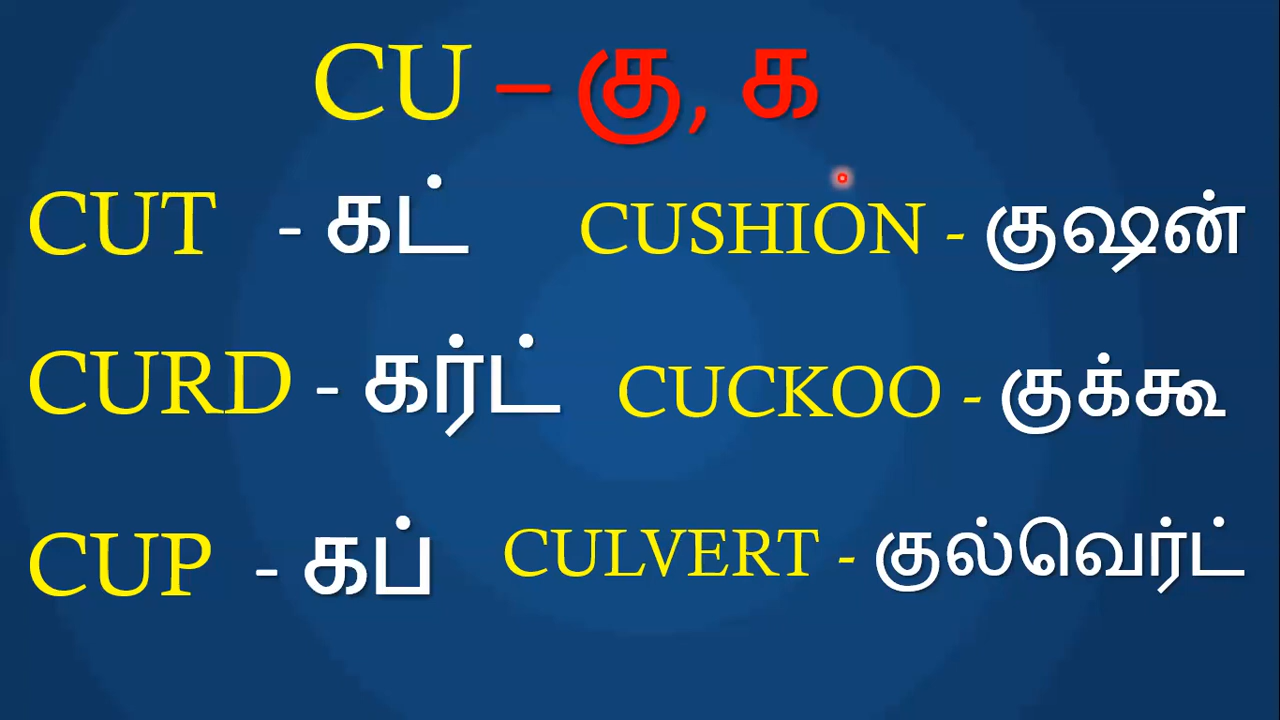 CU – கு, க
CUT - கட்
CUSHION - குஷன்
CURD - கர்ட்
CUCKOO - குக்கூ
CUP - கப்
CULVERT - குல்வெர்ட்